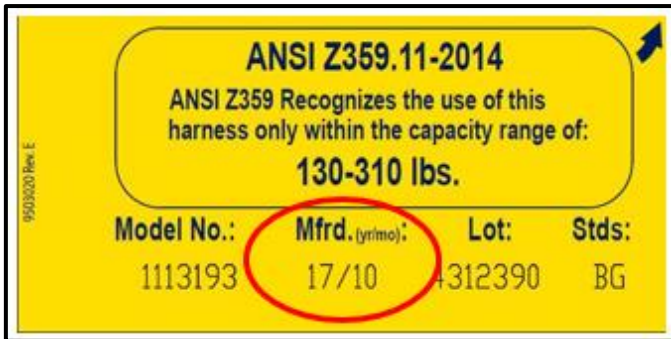 ANSI Z359.11-2014
ANSI Z359 Recognizes the use of this
harness only within the capacity range of:
130-310 lbs.
9503020 Rev. E
Model No.: Mfrd.(yr/mo): Lot: Stds:
1113193 17/10 4312390 BG